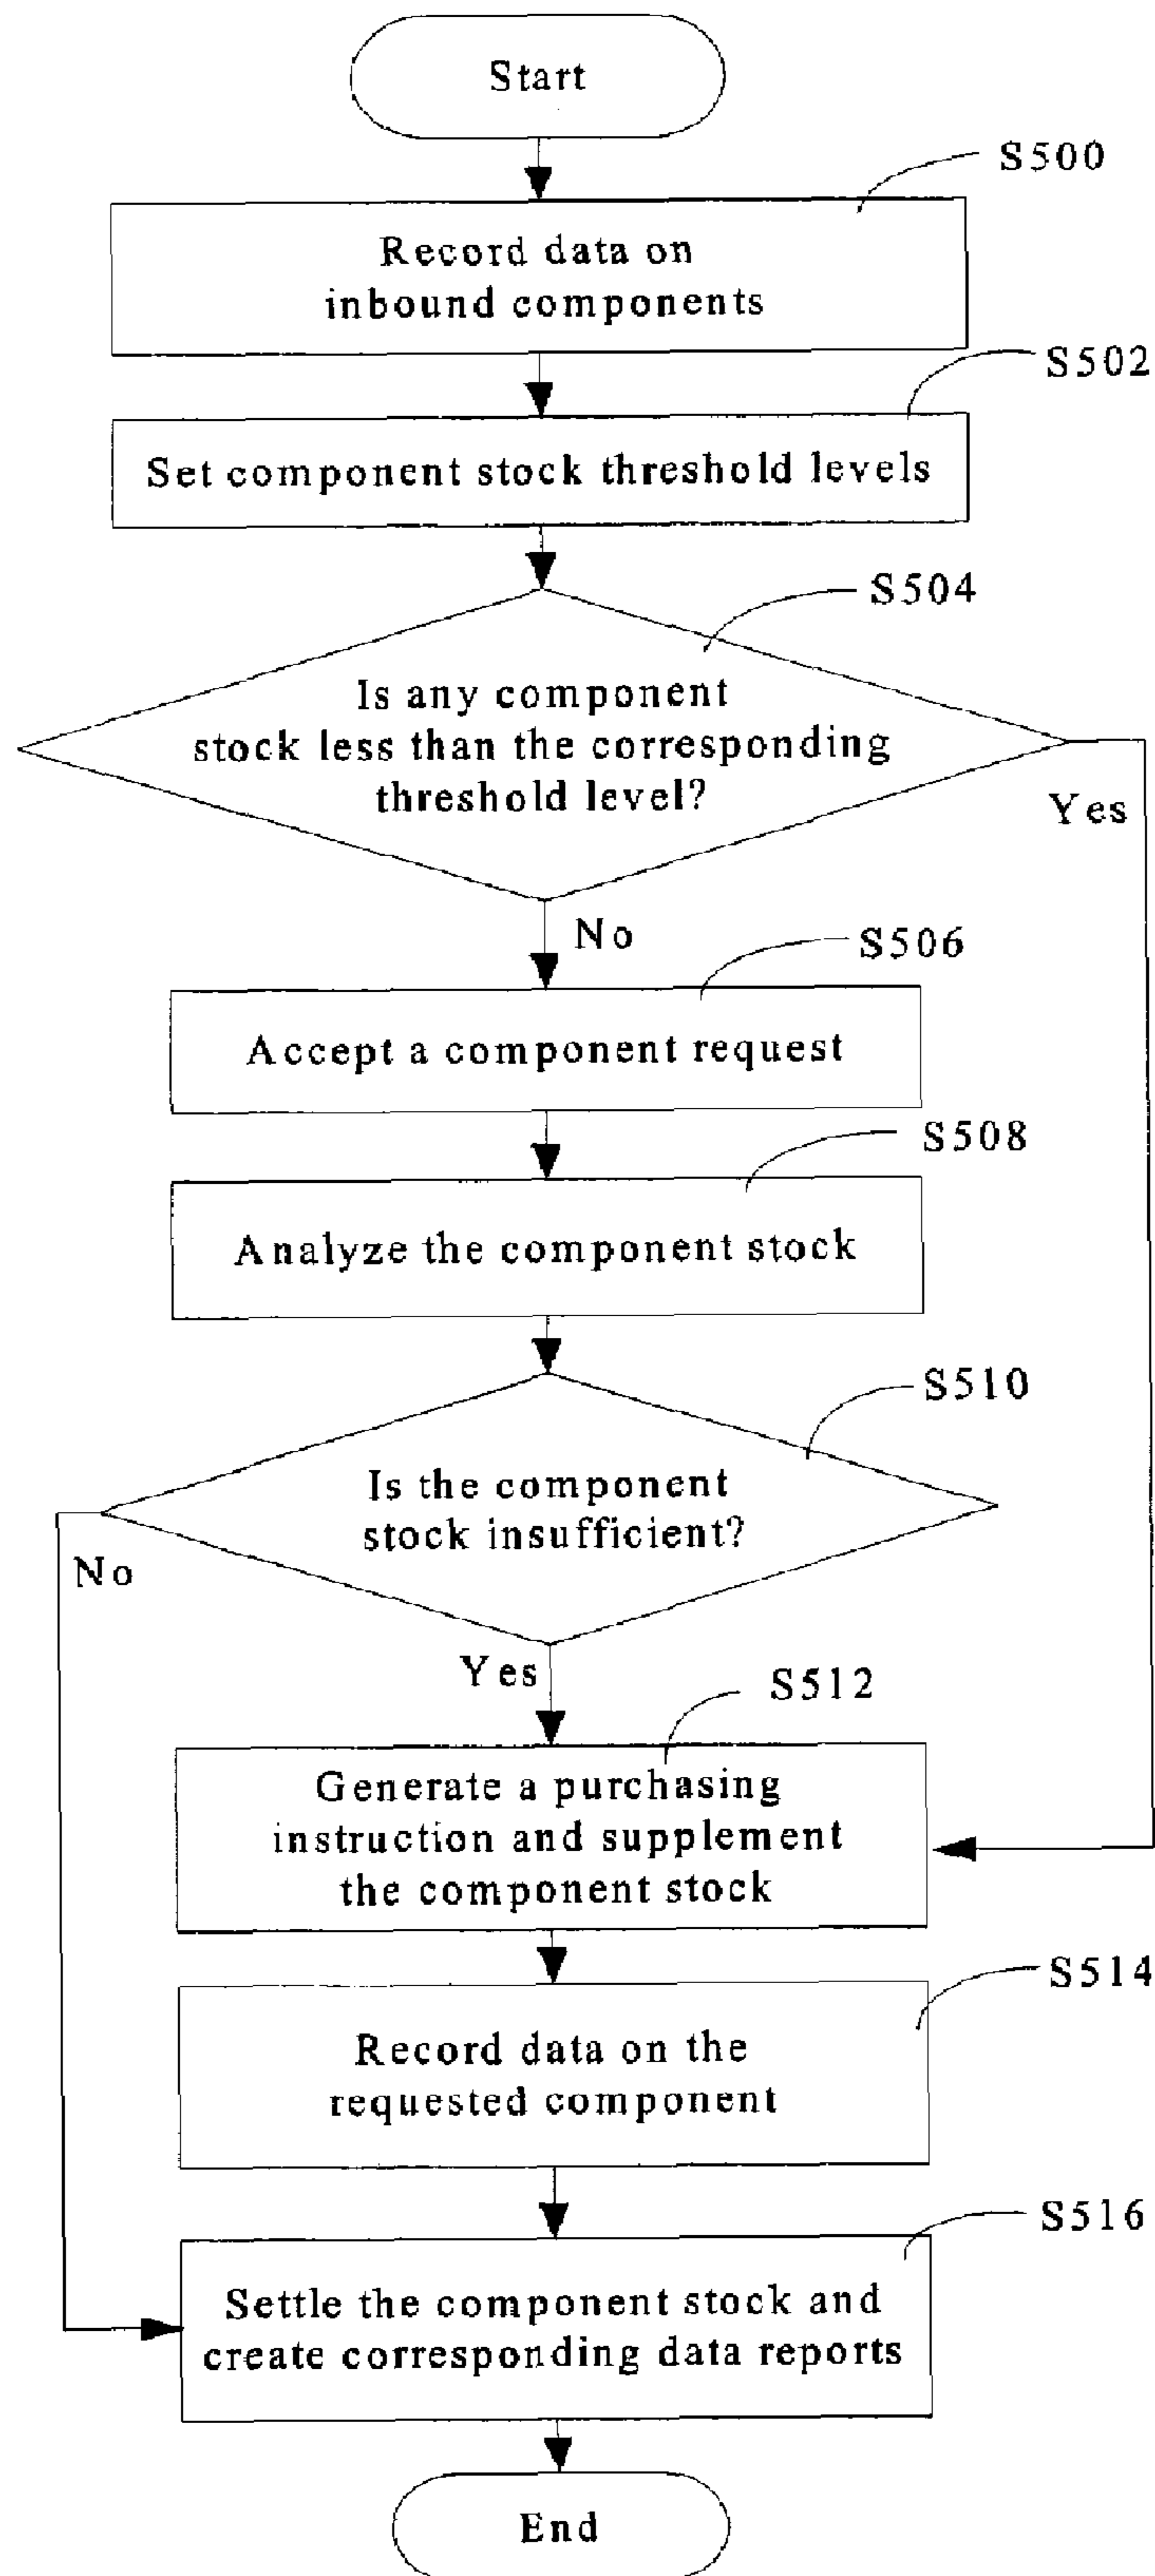 Start
S500
Record data on
inbound components
S502
Set component stock threshold levels
S504
Is any component
stock less than the corresponding
threshold level?
Yes
No
S506
Accept a component request
S508
Analyze the component stock
S510
Is the component
stock insufficient?
No
Yes
S512
Generate a purchasing
instruction and supplement
the component stock
S514
Record data on the
requested component
S516
Settle the component stock and
create corresponding data reports
End